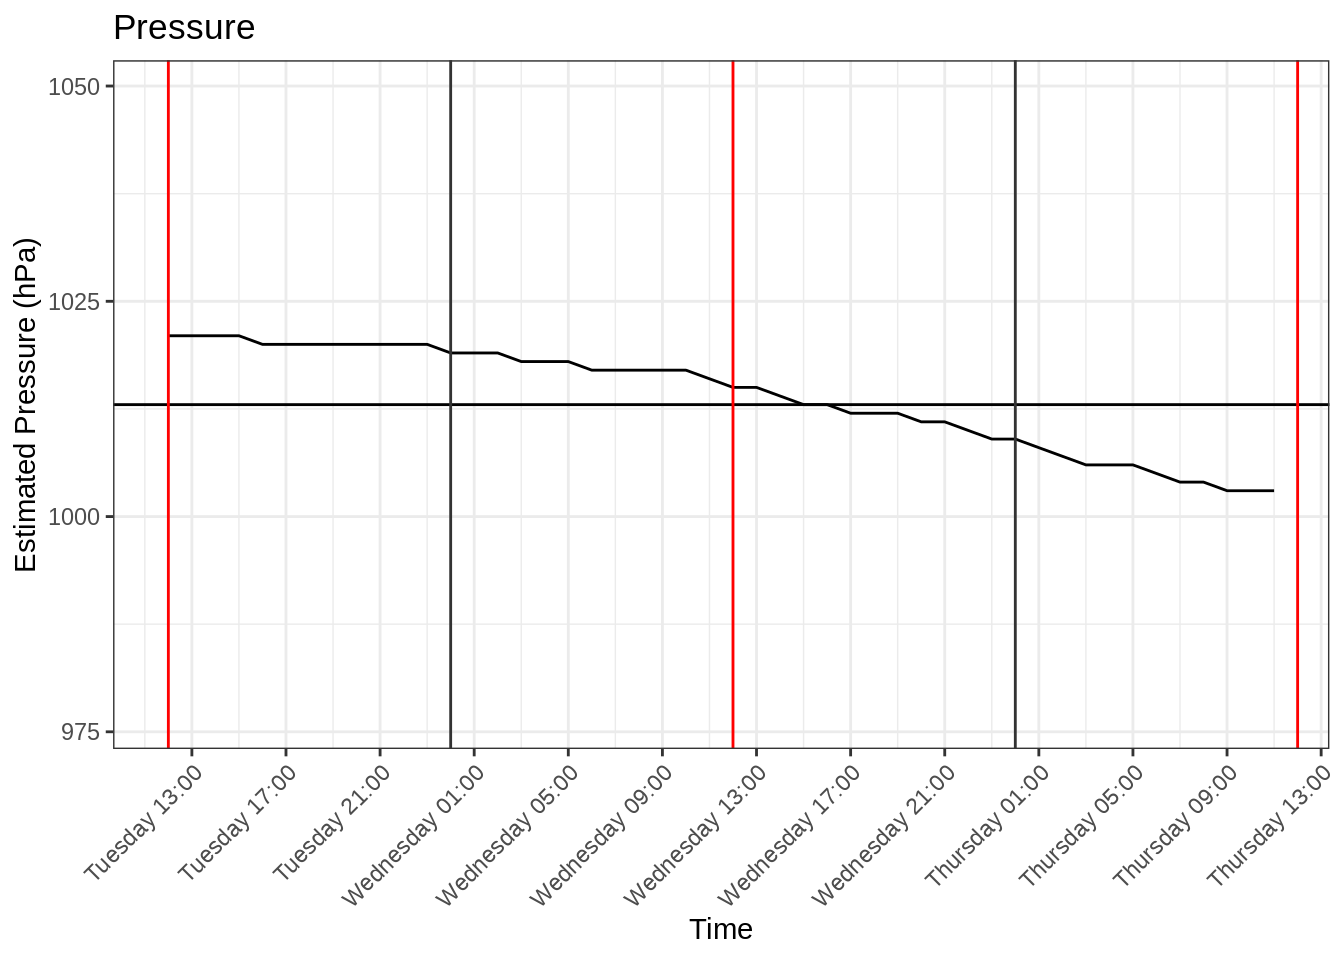 Pressure
Estimated Pressure (hPa)
1050
1025
1000
975
Tuesday 13:00
Tuesday 17:00
Tuesday 21:00
Wednesday 01:00
Wednesday 05:00
Wednesday 09:00
Wednesday 13:00
Wednesday 17:00
Wednesday 21:00
Thursday 01:00
Thursday 05:00
Thursday 09:00
Thursday 13:00
Time